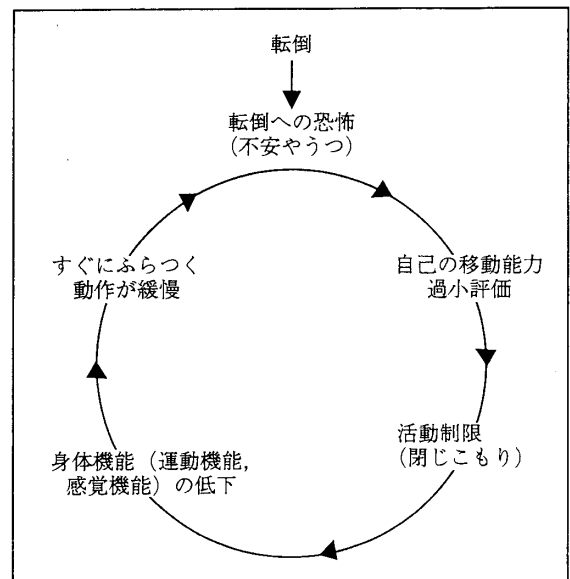 転倒
転倒への恐怖
（不安やうつ）
自己の移動能力
過小評価
活動制限
（閉じこもり）
身体機能（運動機能，
感覚機能）の低下
すぐにふらつく
動作が緩慢